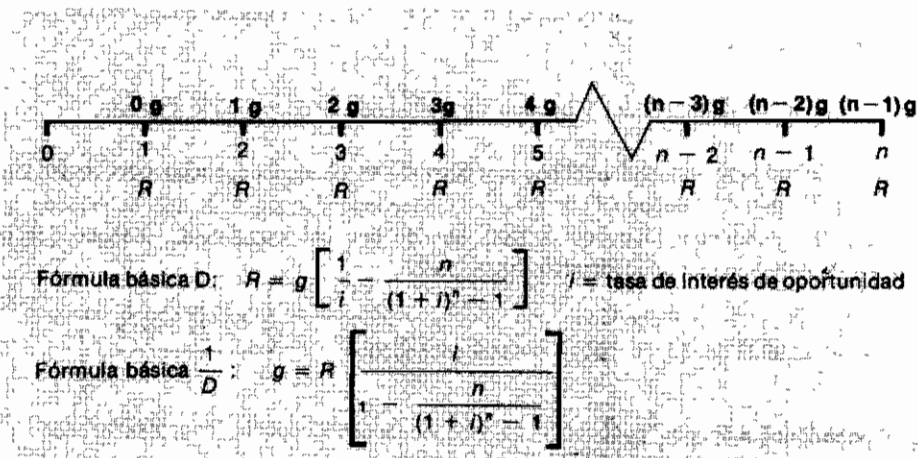 0 g 1 g 2 g 3g 4 g (n − 3) g (n − 2) g (n − 1) g
0 1 2 3 4 5 n − 2 n − 1 n
R R R R R R R R
Fórmula básica D: R = g [ 1/i − n/((1 + i)ⁿ − 1) ] i = tasa de interés de oportunidad
Fórmula básica 1/D : g = R [ i/(1 − n/((1 + i)ⁿ − 1)) ]